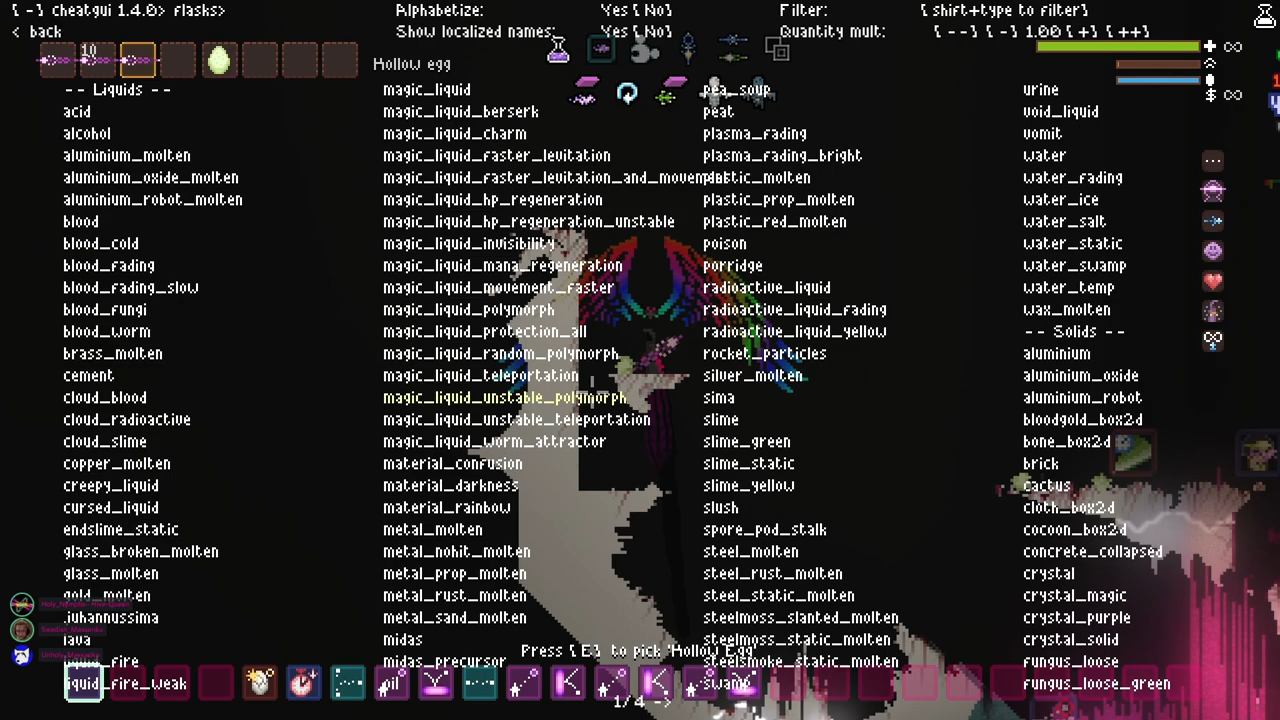 [-] cheatgui 1.4.0> flasks>
Alphabetize: Yes [No]
Filter: [shift+type to filter]
< back
Show localized names: Yes [No]
Quantity mult: [--] [-] 1.00 [+] [++]
10
Hollow egg
-- Liquids --
acid
alcohol
aluminium_molten
aluminium_oxide_molten
aluminium_robot_molten
blood
blood_cold
blood_fading
blood_fading_slow
blood_fungi
blood_worm
brass_molten
cement
cloud_blood
cloud_radioactive
cloud_slime
copper_molten
creepy_liquid
cursed_liquid
endslime_static
glass_broken_molten
glass_molten
gold_molten
juhannussima
liquid_fire_weak
magic_liquid
magic_liquid_berserk
magic_liquid_charm
magic_liquid_faster_levitation
magic_liquid_faster_levitation_and_movement
magic_liquid_hp_regeneration
magic_liquid_hp_regeneration_unstable
magic_liquid_invisibility
magic_liquid_mana_regeneration
magic_liquid_movement_faster
magic_liquid_polymorph
magic_liquid_protection_all
magic_liquid_random_polymorph
magic_liquid_teleportation
magic_liquid_unstable_polymorph
magic_liquid_unstable_teleportation
magic_liquid_worm_attractor
material_confusion
material_darkness
material_rainbow
metal_molten
metal_nohit_molten
metal_prop_molten
metal_rust_molten
metal_sand_molten
midas
midas_precursor
pea_soup
peat
plasma_fading
plasma_fading_bright
plastic_molten
plastic_prop_molten
plastic_red_molten
poison
porridge
radioactive_liquid
radioactive_liquid_fading
radioactive_liquid_yellow
rocket_particles
silver_molten
sima
slime
slime_green
slime_static
slime_yellow
slush
spore_pod_stalk
steel_molten
steel_rust_molten
steel_static_molten
steelmoss_slanted_molten
steelmoss_static_molten
steelsmoke_static_molten
swamp
urine
void_liquid
vomit
water
water_fading
water_ice
water_salt
water_static
water_swamp
water_temp
wax_molten
-- Solids --
aluminium
aluminium_oxide
aluminium_robot
bloodgold_box2d
bone_box2d
brick
cactus
cloth_box2d
cocoon_box2d
concrete_collapsed
crystal
crystal_magic
crystal_purple
crystal_solid
fungus_loose
fungus_loose_green
Press [E] to pick 'Hollow Egg'
1/4 ->